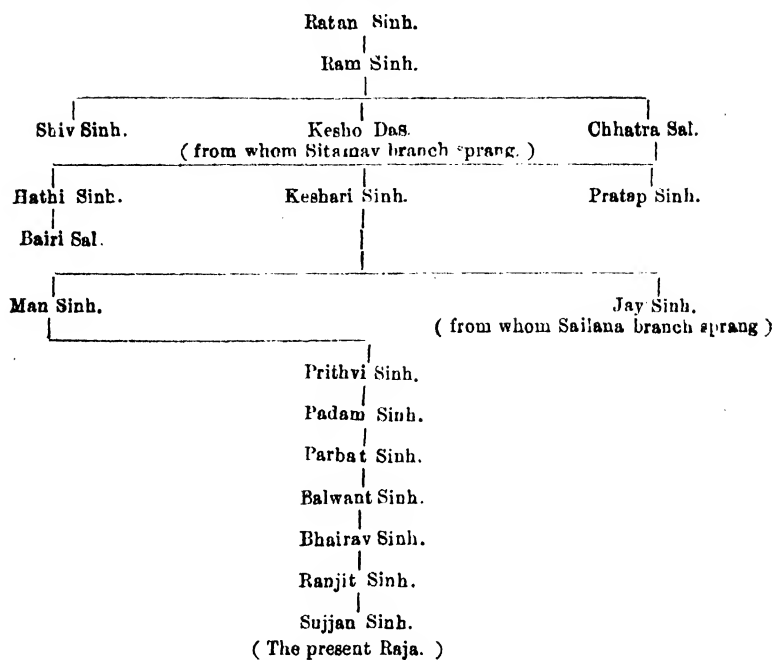 Ratan Sinh.
Ram Sinh.
Shiv Sinh. Kesho Das. Chhatra Sal.
( from whom Sitamav branch sprang. )
Hathi Sinh. Keshari Sinh. Pratap Sinh.
Bairi Sal.
Man Sinh. Jay Sinh.
( from whom Sailana branch sprang )
Prithvi Sinh.
Padam Sinh.
Parbat Sinh.
Balwant Sinh.
Bhairav Sinh.
Ranjit Sinh.
Sujjan Sinh.
( The present Raja. )